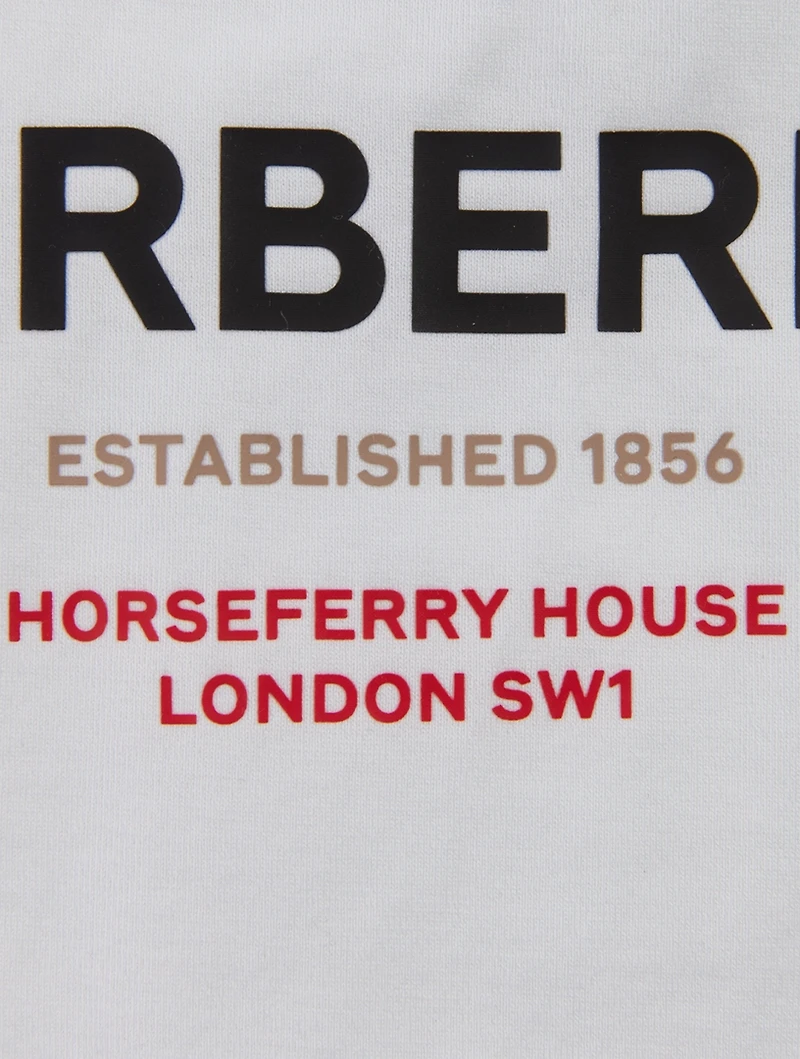 RBER
ESTABLISHED 1856
HORSEFERRY HOUSE
LONDON SW1